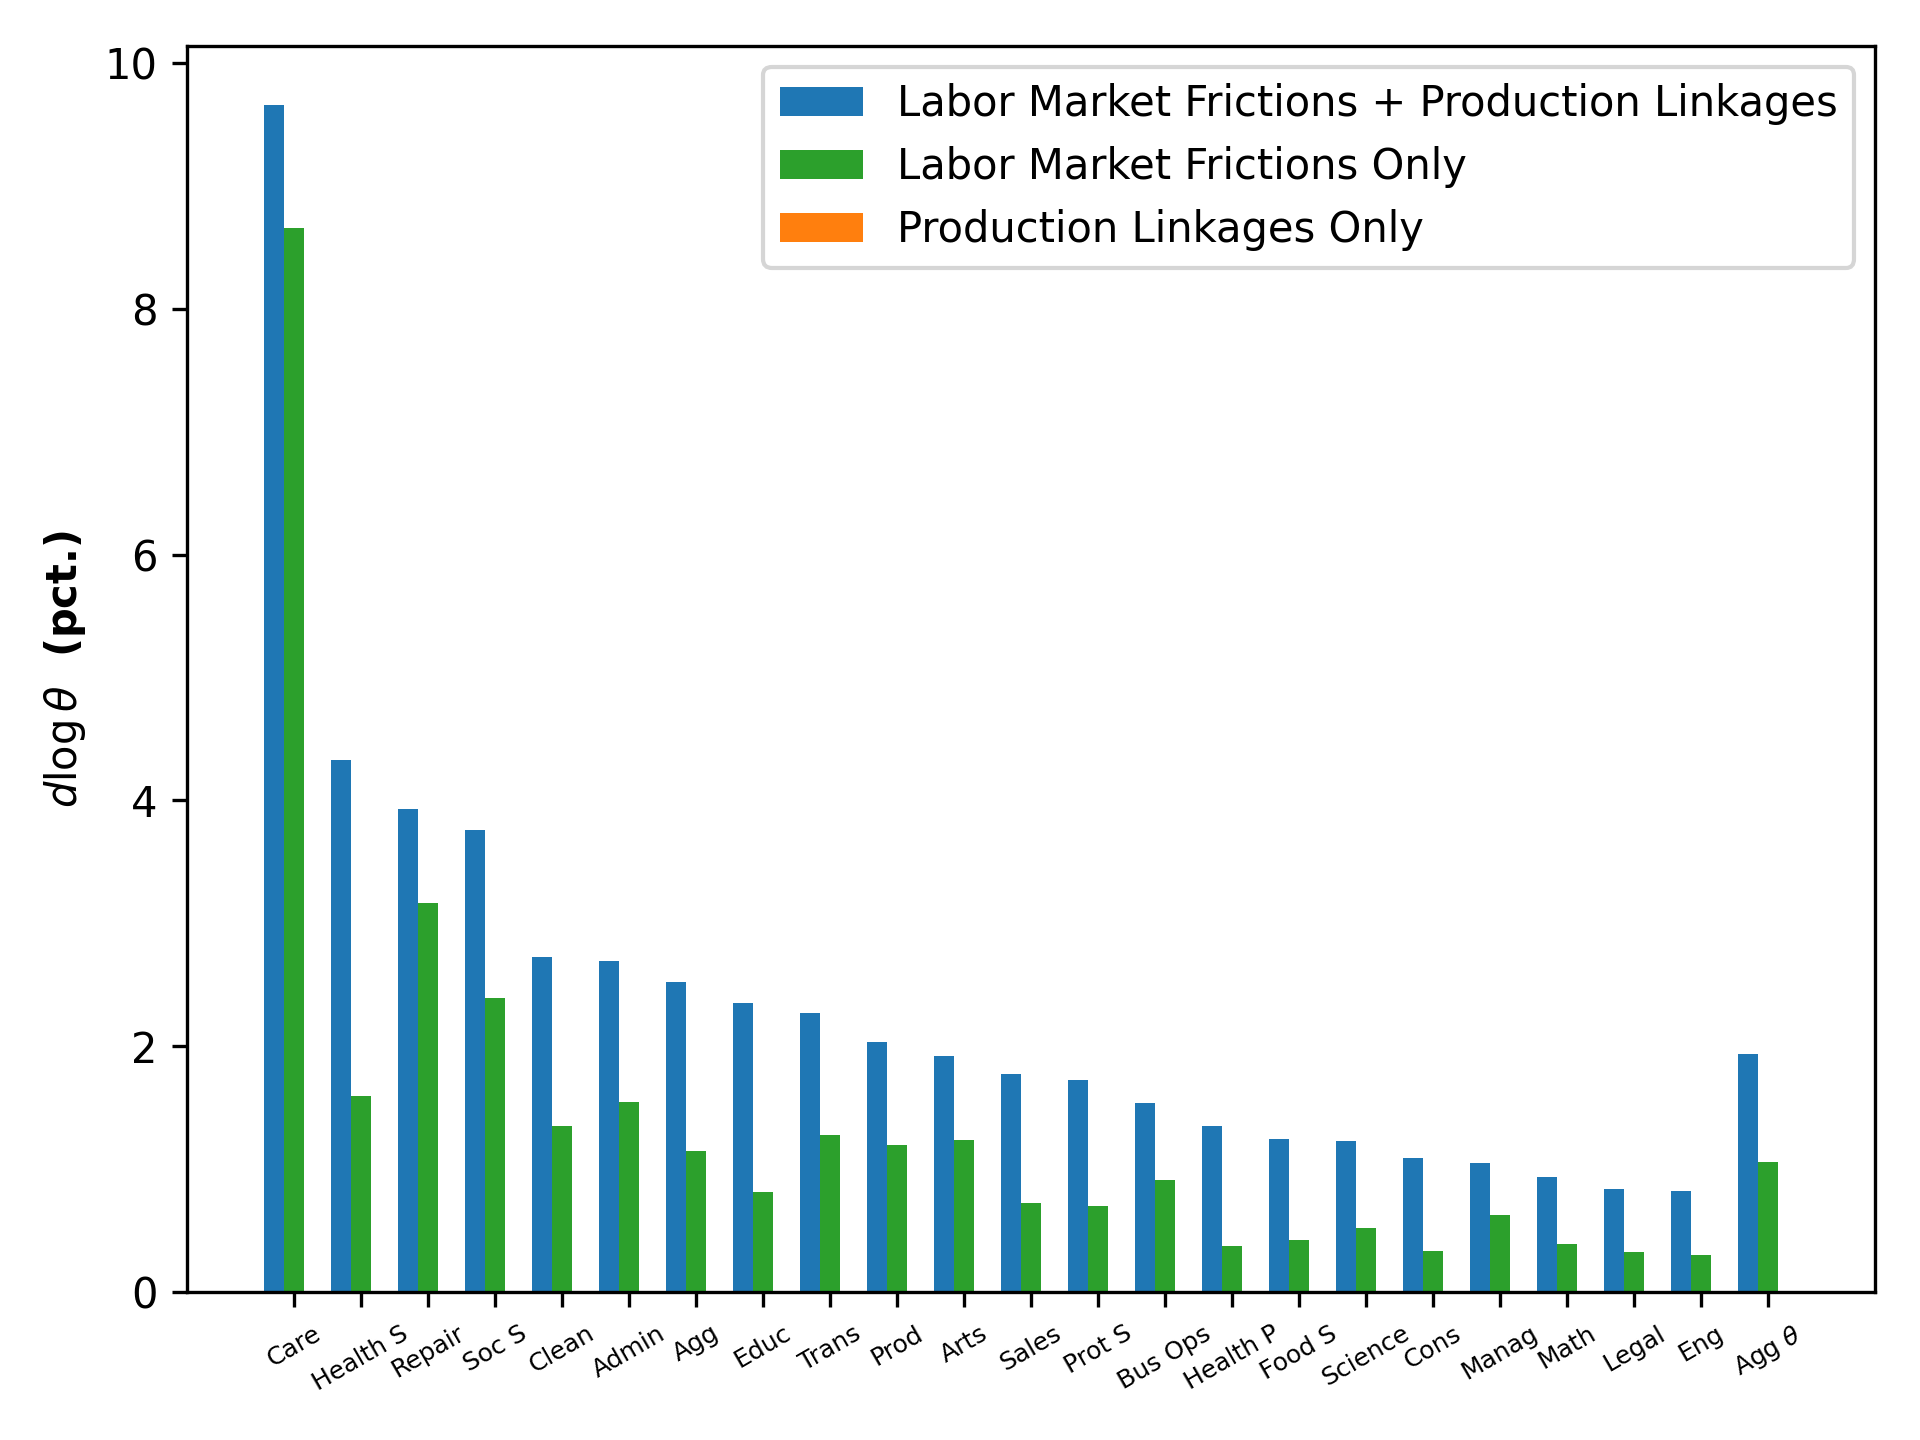 Labor Market Frictions + Production Linkages
Labor Market Frictions Only
Production Linkages Only
10
8
6
4
2
0
dlog θ (pct.)
Care
Health S
Repair
Soc S
Clean
Admin
Agg
Educ
Trans
Prod
Arts
Sales
Prot S
Bus Ops
Health P
Food S
Science
Cons
Manag
Math
Legal
Eng
Agg θ